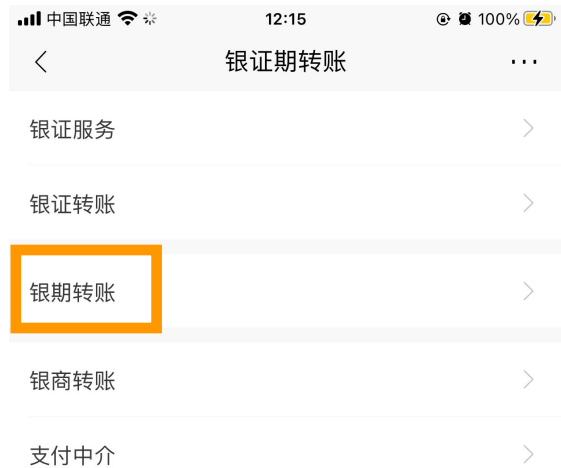 中国联通 12:15 100%
银证期转账 ...
银证服务
银证转账
银期转账
银商转账
支付中介